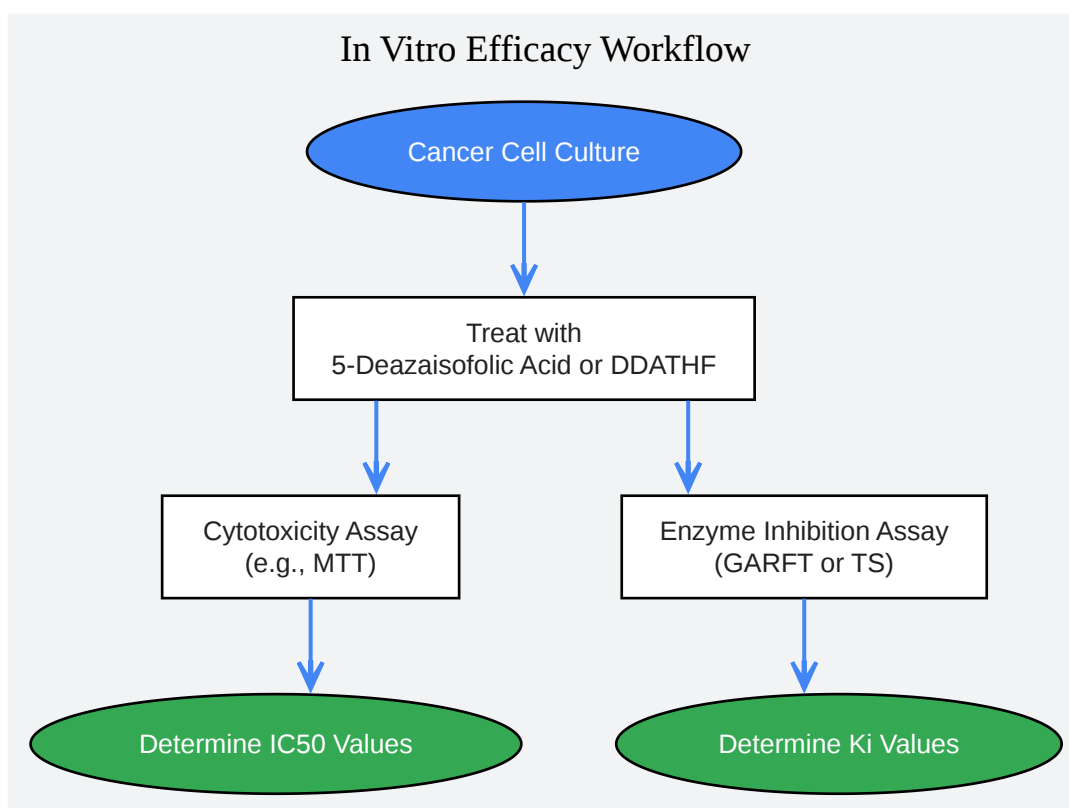 In Vitro Efficacy Workflow
Cancer Cell Culture
Treat with
5-Deazaisofolic Acid or DDATHF
Cytotoxicity Assay
(e.g., MTT)
Enzyme Inhibition Assay
(GARFT or TS)
Determine IC50 Values
Determine Ki Values